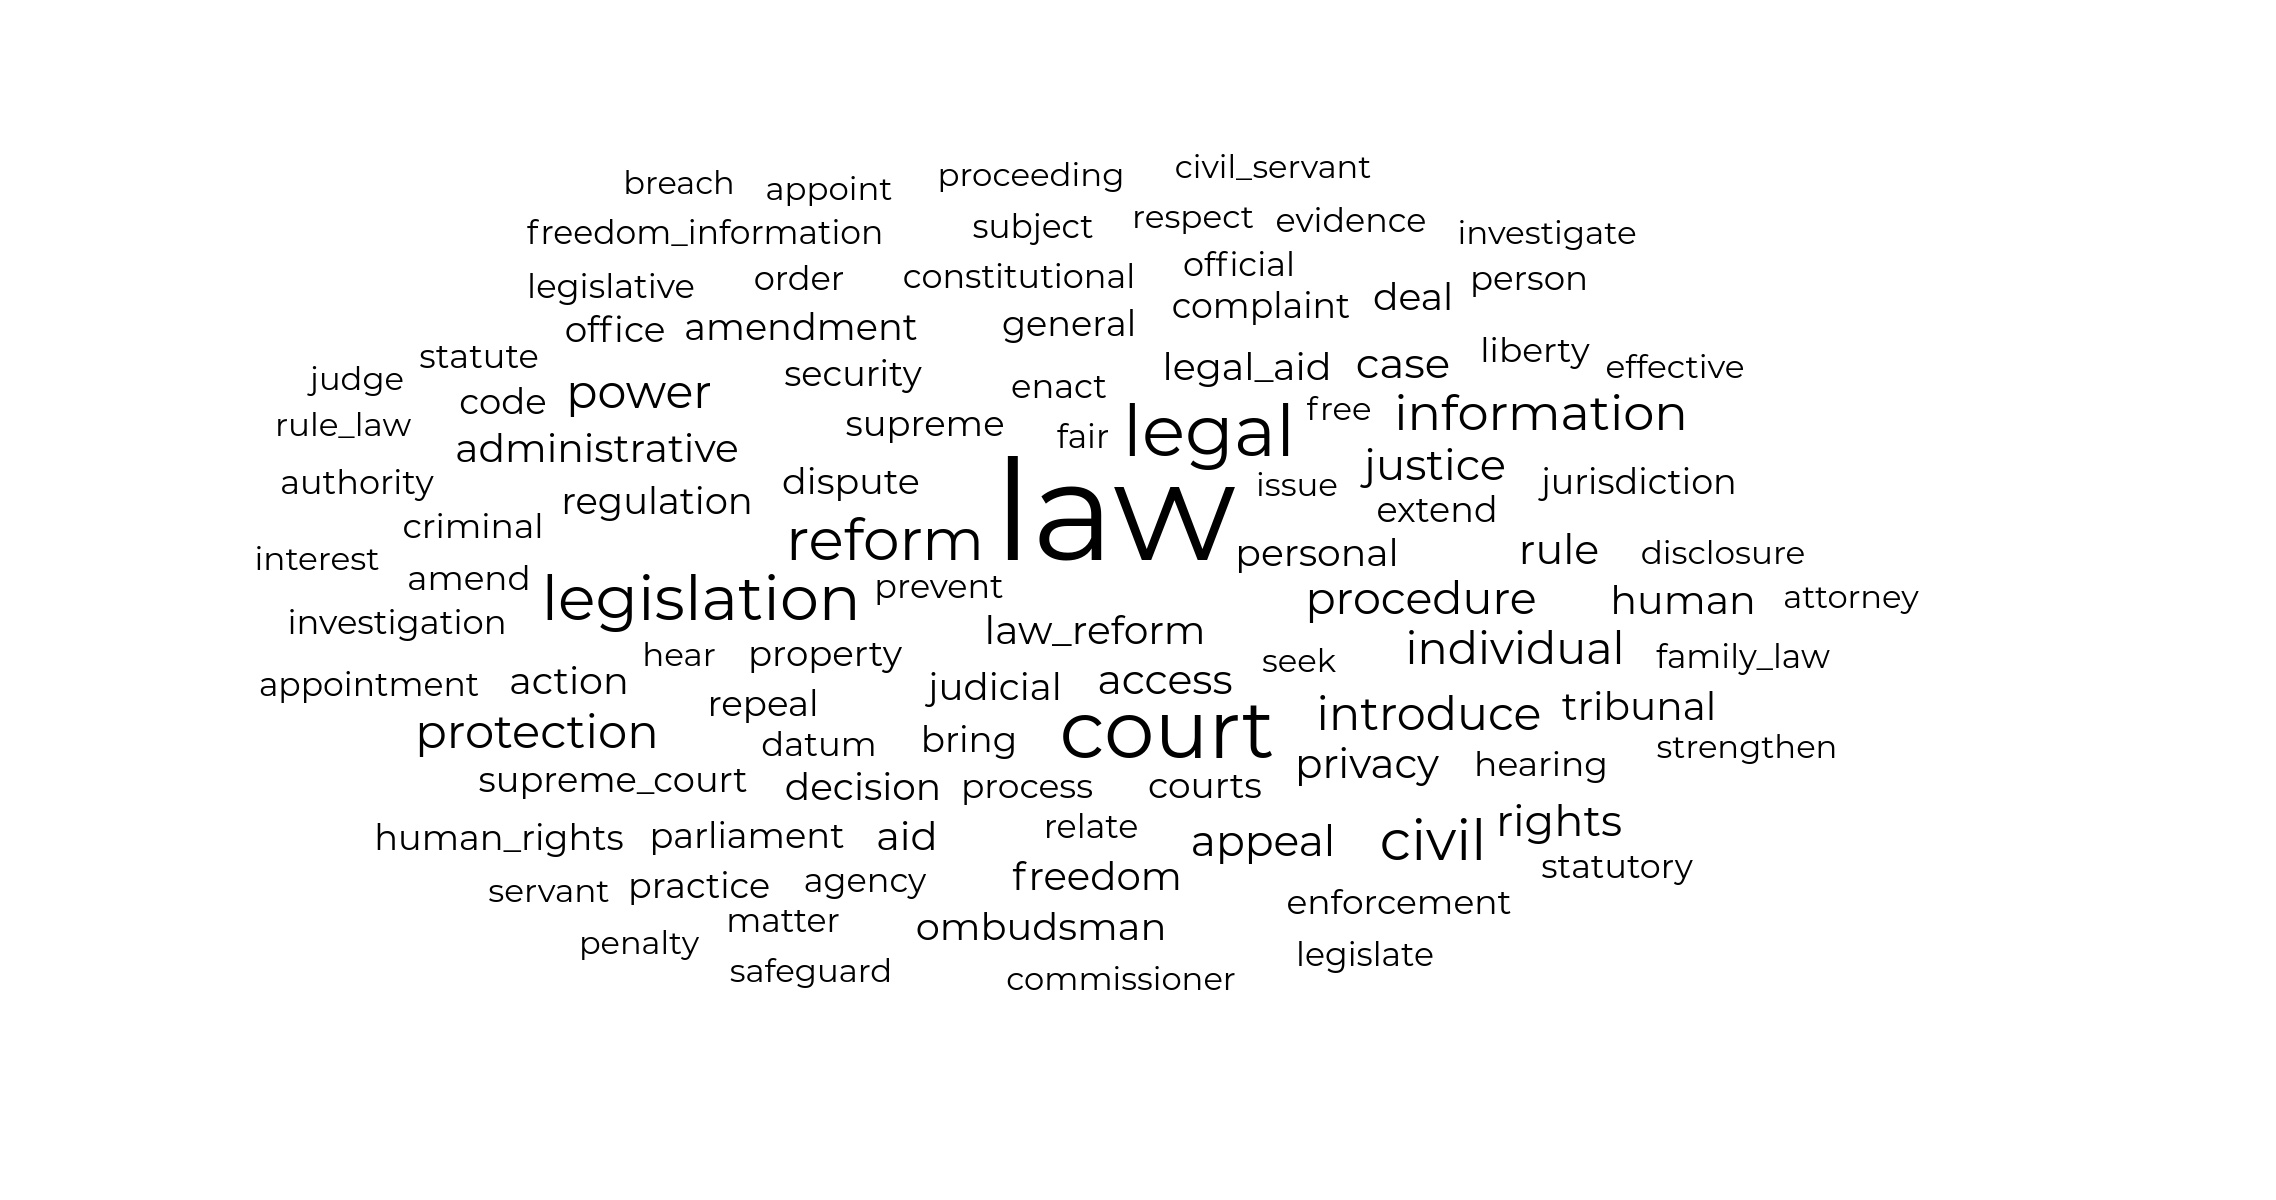 breach appoint proceeding civil_servant
freedom_information subject respect evidence investigate
legislative order constitutional official person
office amendment general complaint deal
judge statute security enact legal_aid case liberty effective
rule_law code power supreme fair legal free information
authority administrative dispute law issue justice jurisdiction
criminal regulation reform extend
interest amend legislation prevent personal rule disclosure
investigation law_reform procedure human attorney
hear property seek individual family_law
appointment action repeal judicial access introduce tribunal
protection datum bring court privacy hearing strengthen
supreme_court decision process courts
human_rights parliament aid relate appeal civil rights
servant practice agency freedom statutory
penalty matter ombudsman enforcement
safeguard commissioner legislate